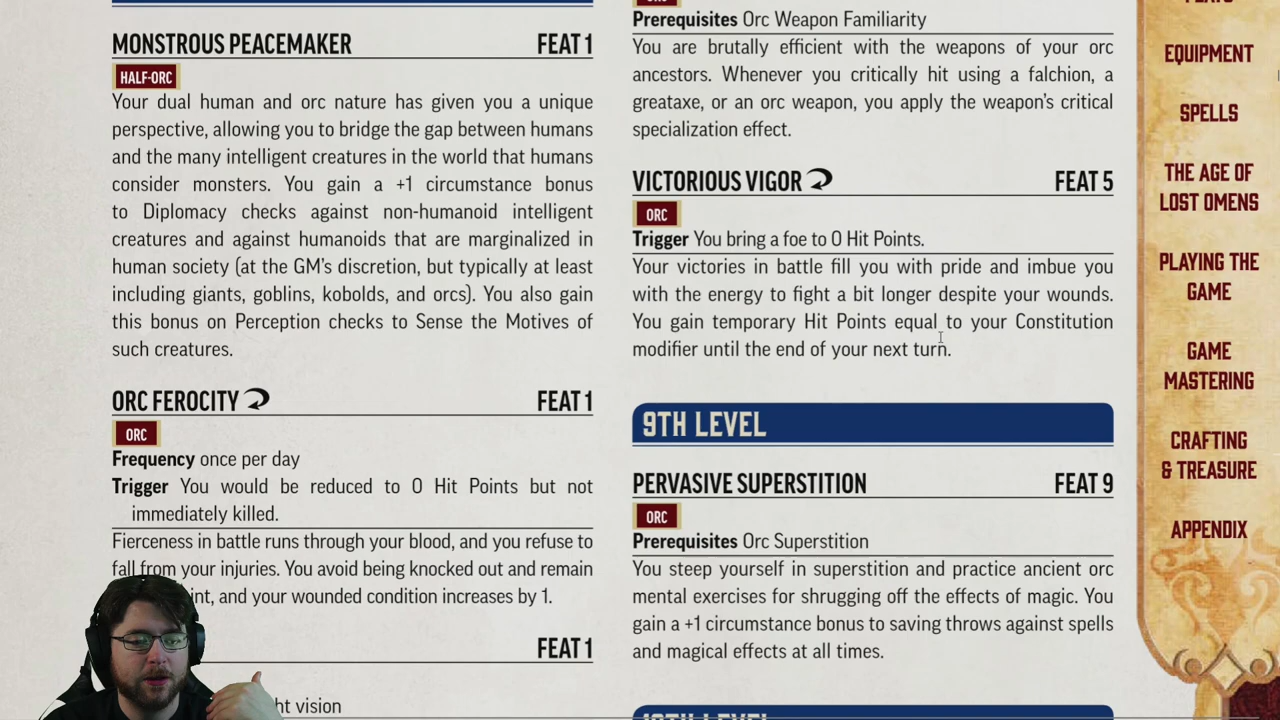 MONSTROUS PEACEMAKER FEAT 1
HALF-ORC
Your dual human and orc nature has given you a unique
perspective, allowing you to bridge the gap between humans
and the many intelligent creatures in the world that humans
consider monsters. You gain a +1 circumstance bonus
to Diplomacy checks against non-humanoid intelligent
creatures and against humanoids that are marginalized in
human society (at the GM's discretion, but typically at least
including giants, goblins, kobolds, and orcs). You also gain
this bonus on Perception checks to Sense the Motives of
such creatures.
ORC FEROCITY FEAT 1
ORC
Frequency once per day
Trigger You would be reduced to 0 Hit Points but not
immediately killed.
Fierceness in battle runs through your blood, and you refuse to
fall from your injuries. You avoid being knocked out and remain
and your wounded condition increases by 1.
FEAT 1
vision
Prerequisites Orc Weapon Familiarity
You are brutally efficient with the weapons of your orc
ancestors. Whenever you critically hit using a falchion, a
greataxe, or an orc weapon, you apply the weapon's critical
specialization effect.
VICTORIOUS VIGOR FEAT 5
ORC
Trigger You bring a foe to 0 Hit Points.
Your victories in battle fill you with pride and imbue you
with the energy to fight a bit longer despite your wounds.
You gain temporary Hit Points equal to your Constitution
modifier until the end of your next turn.
9TH LEVEL
PERVASIVE SUPERSTITION FEAT 9
ORC
Prerequisites Orc Superstition
You steep yourself in superstition and practice ancient orc
mental exercises for shrugging off the effects of magic. You
gain a +1 circumstance bonus to saving throws against spells
and magical effects at all times.
EQUIPMENT
SPELLS
THE AGE OF
LOST OMENS
PLAYING THE
GAME
GAME
MASTERING
CRAFTING
& TREASURE
APPENDIX